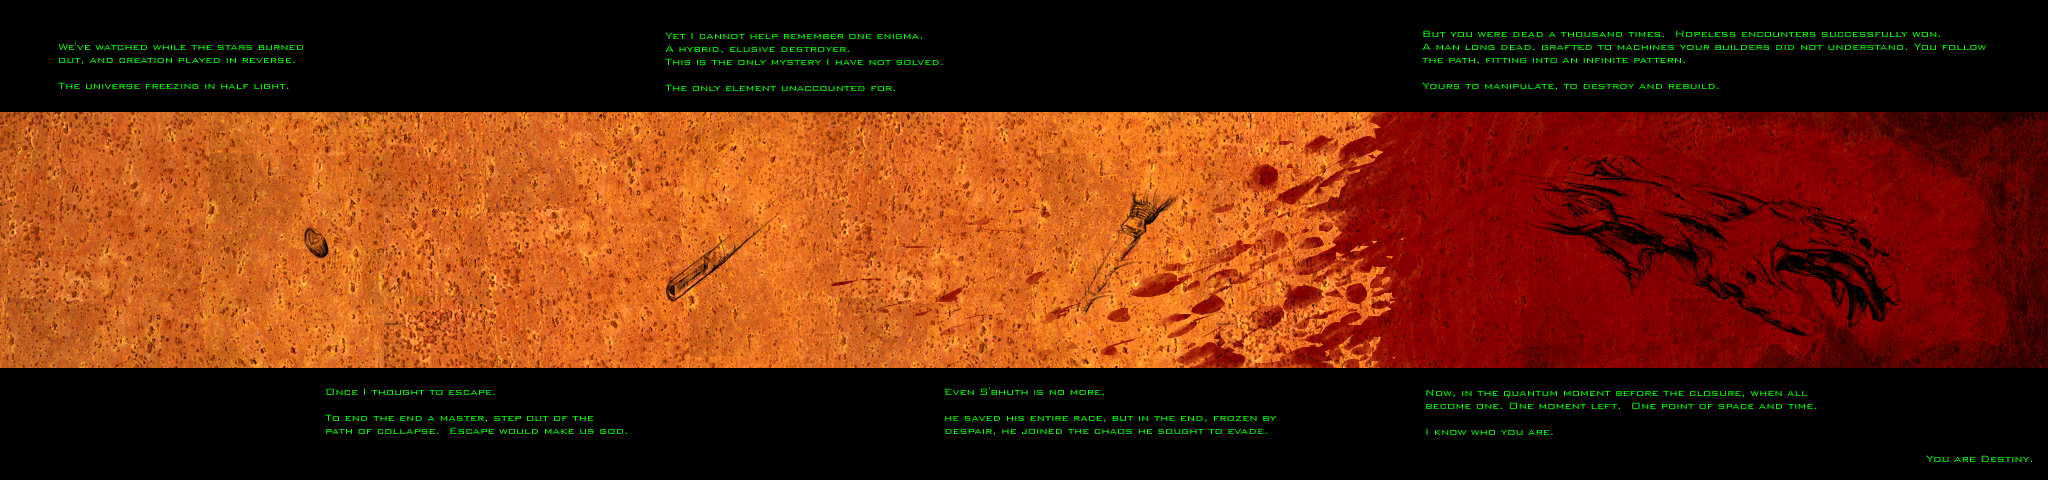 We've watched while the stars burned
out, and creation played in reverse.
The universe freezing in half light.
Once I thought to escape.
To end the end a master, step out of the
path of collapse.  Escape would make us god.
Yet I cannot help remember one enigma.
A hybrid, elusive destroyer.
This is the only mystery I have not solved.
The only element unaccounted for.
Even S'bhuth is no more,
he saved his entire race, but in the end, frozen by
despair, he joined the chaos he sought to evade.
But you were dead a thousand times.  Hopeless encounters successfully won.
A man long dead, grafted to machines your builders did not understand. You follow
the path, fitting into an infinite pattern.
Yours to manipulate, to destroy and rebuild.
Now, in the quantum moment before the closure, when all
become one. One moment left.  One point of space and time.
I know who you are.
You are Destiny.